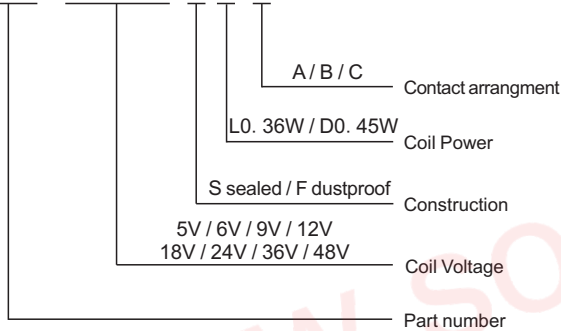 A / B / C
Contact arrangment
L0. 36W / D0. 45W
Coil Power
S sealed / F dustproof
Construction
5V / 6V / 9V / 12V
18V / 24V / 36V / 48V
Coil Voltage
Part number